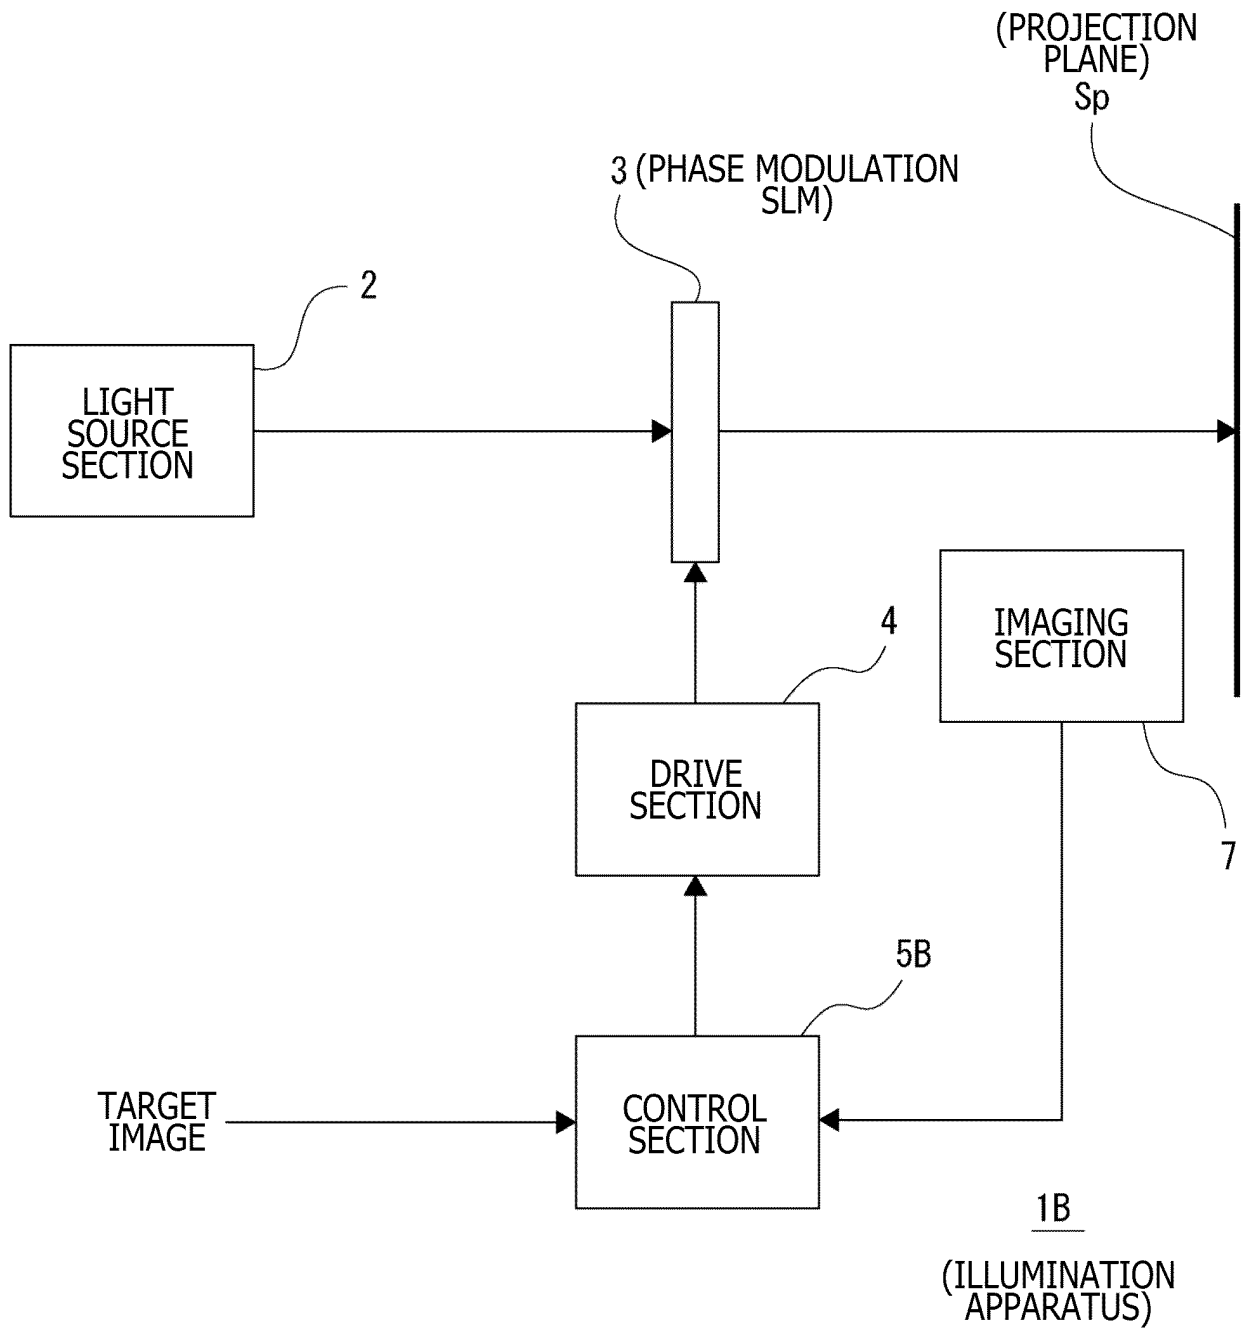 (PROJECTION
PLANE)
Sp
3 (PHASE MODULATION
SLM)
2
LIGHT
SOURCE
SECTION
4
IMAGING
SECTION
DRIVE
SECTION
7
5B
TARGET
IMAGE
CONTROL
SECTION
1B
(ILLUMINATION
APPARATUS)